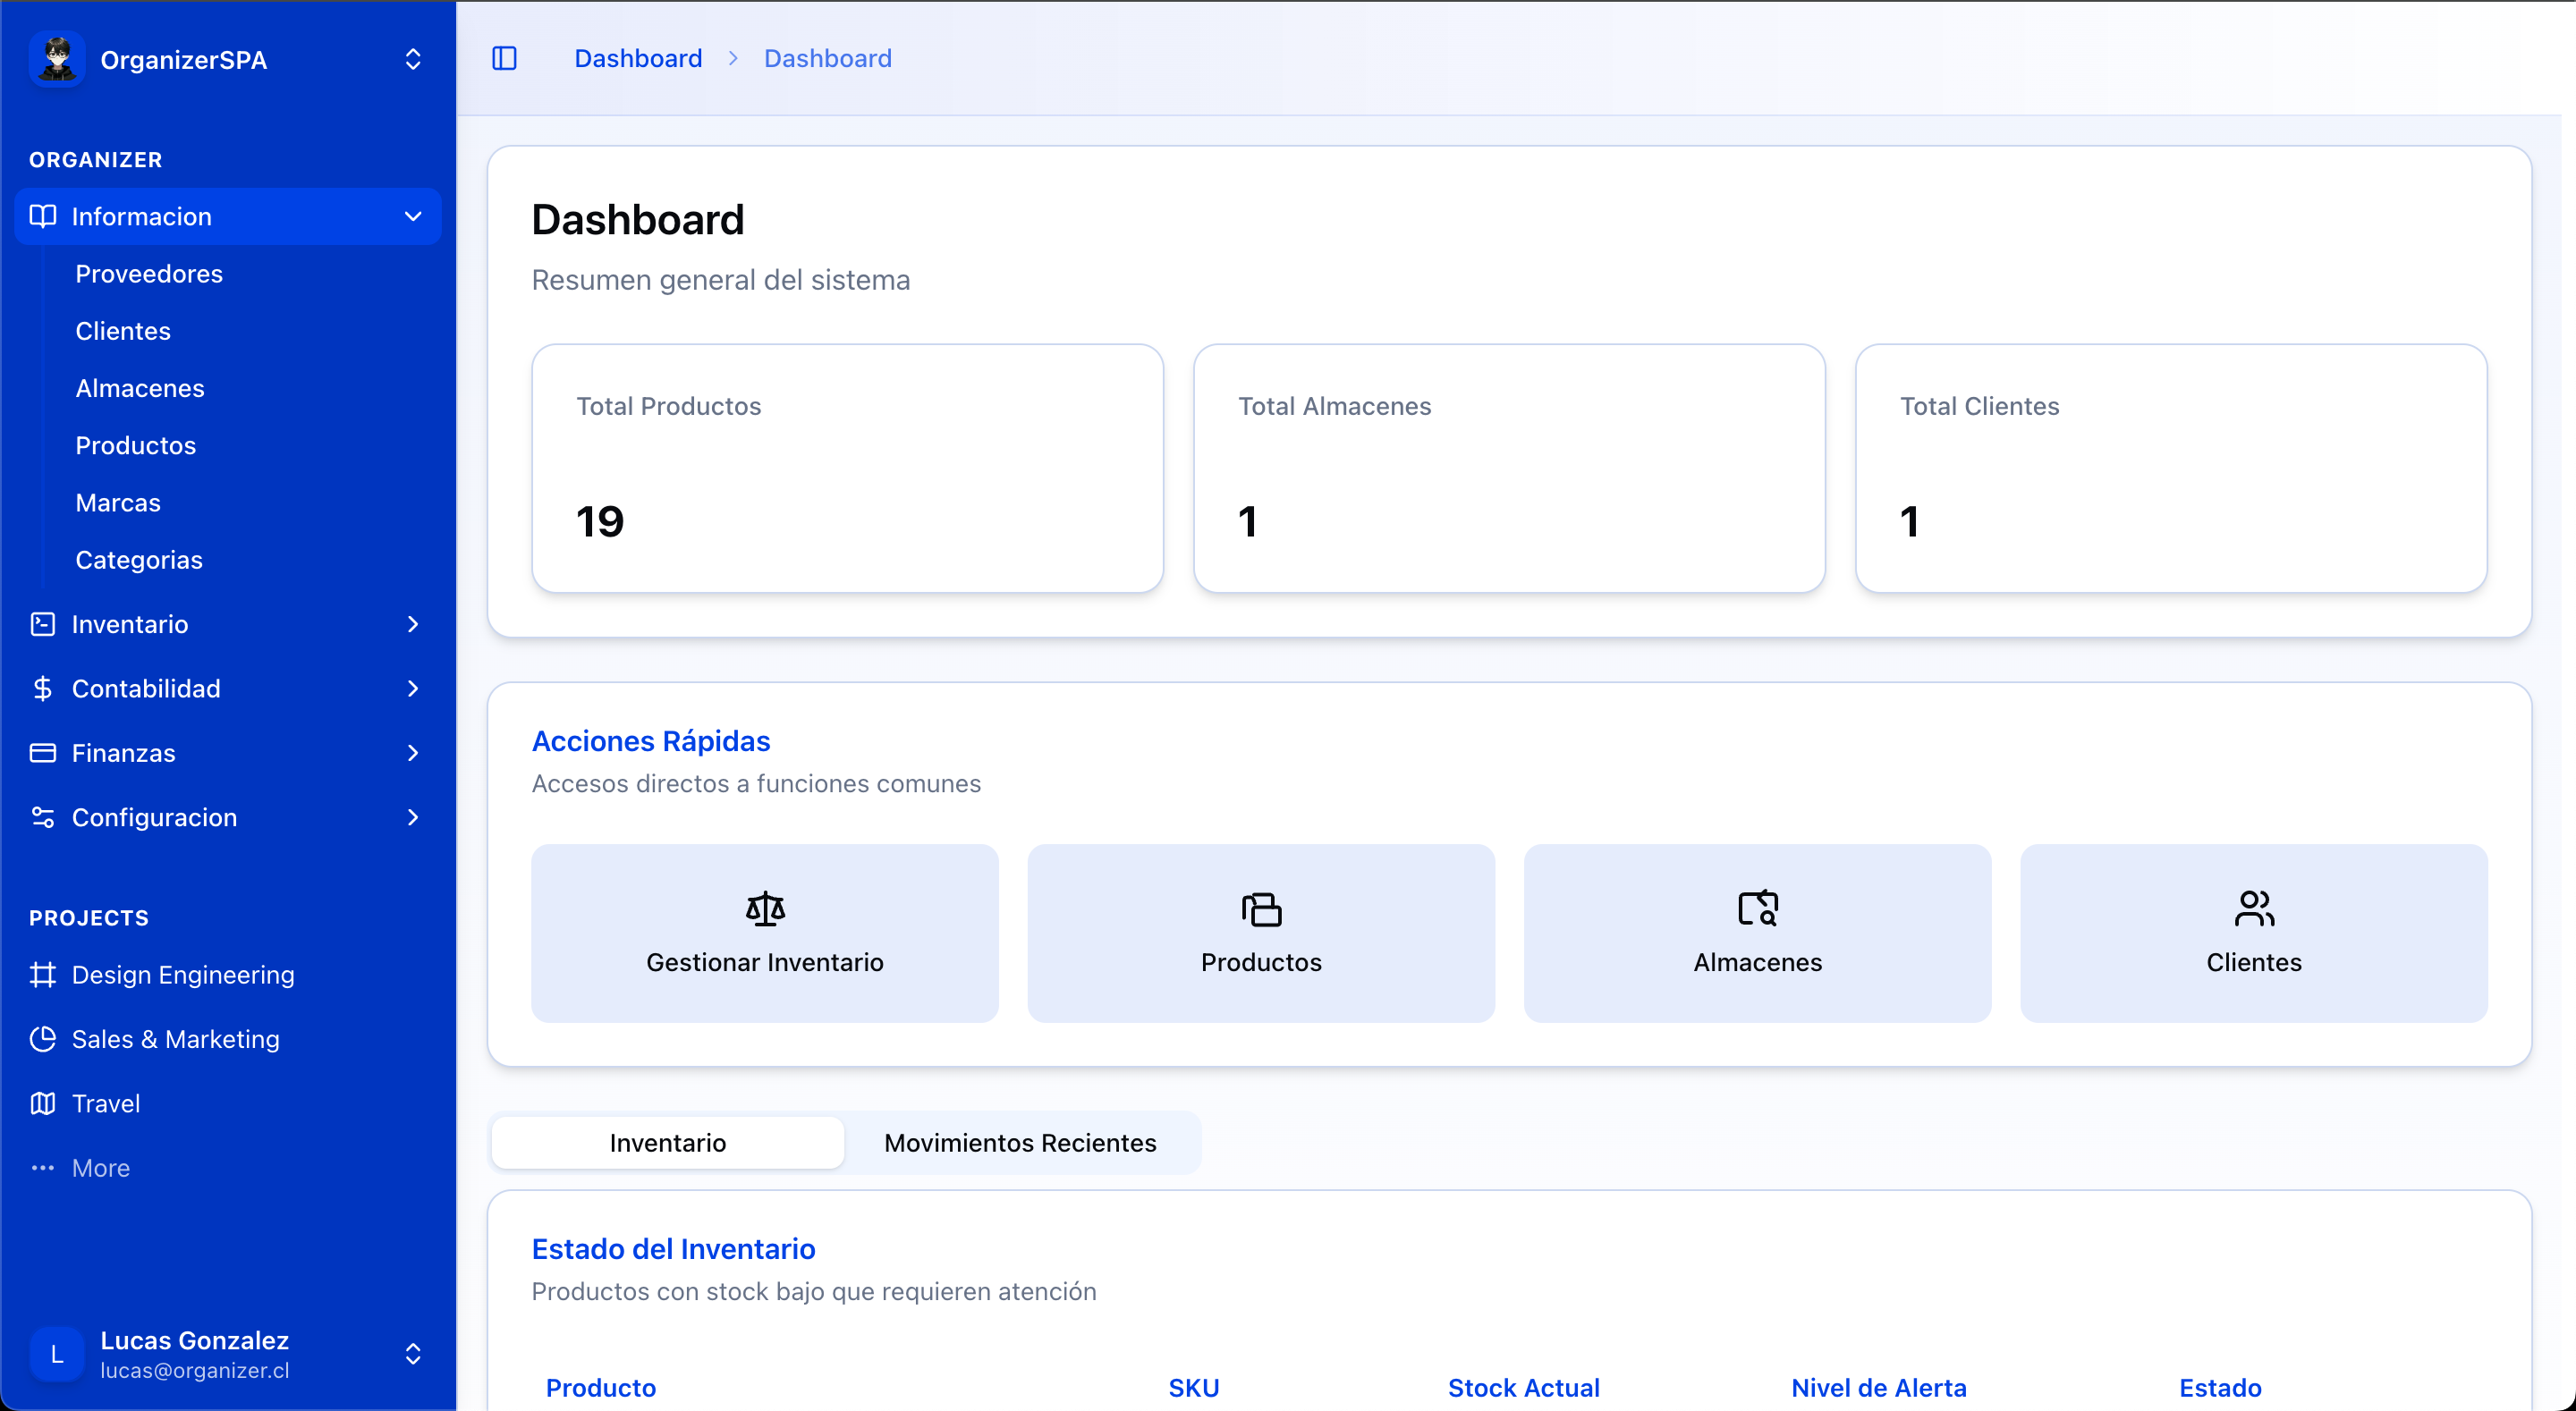 OrganizerSPA
ORGANIZER
Informacion
Proveedores
Clientes
Almacenes
Productos
Marcas
Categorias
Inventario
Contabilidad
Finanzas
Configuracion
PROJECTS
Design Engineering
Sales & Marketing
Travel
More
L
Lucas Gonzalez
lucas@organizer.cl
Dashboard > Dashboard
Dashboard
Resumen general del sistema
Total Productos
19
Total Almacenes
1
Total Clientes
1
Acciones Rápidas
Accesos directos a funciones comunes
Gestionar Inventario
Productos
Almacenes
Clientes
Inventario
Movimientos Recientes
Estado del Inventario
Productos con stock bajo que requieren atención
Producto SKU Stock Actual Nivel de Alerta Estado